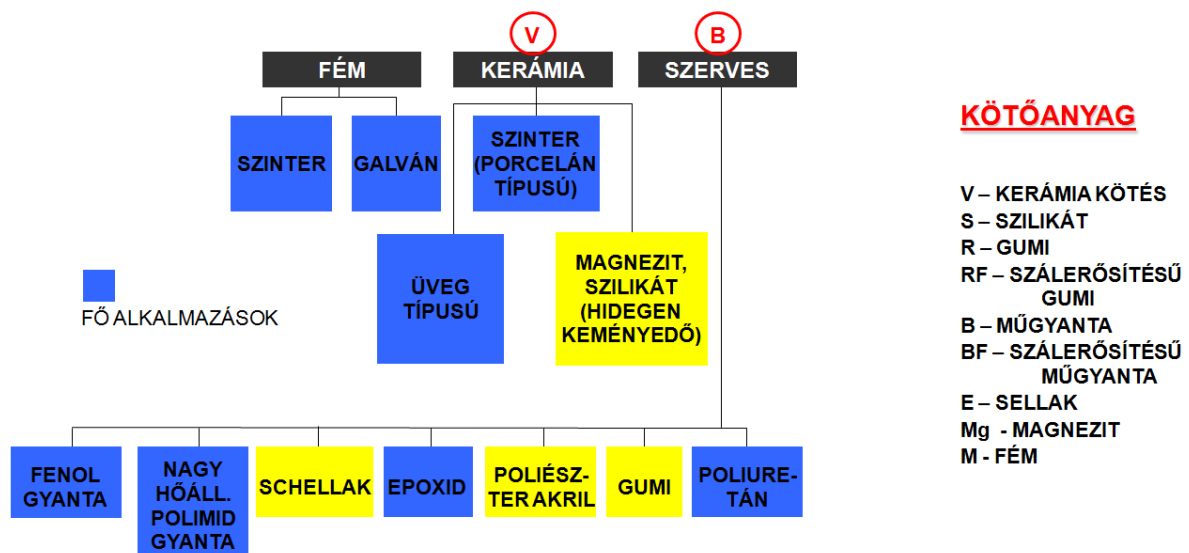 V
B
FÉM
KERÁMIA
SZERVES
SZINTER
GALVÁN
SZINTER
(PORCELÁN
TÍPUSÚ)
ÜVEG
TÍPUSÚ
MAGNEZIT,
SZILIKÁT
(HIDEGEN
KEMÉNYEDŐ)
FŐ ALKALMAZÁSOK
FENOL
GYANTA
NAGY
HŐÁLL.
POLIMID
GYANTA
SCHELLAK
EPOXID
POLIÉSZ-
TER AKRIL
GUMI
POLIURE-
TÁN
KÖTŐANYAG
V – KERÁMIA KÖTÉS
S – SZILIKÁT
R – GUMI
RF – SZÁLERŐSÍTÉSŰ
GUMI
B – MŰGYANTA
BF – SZÁLERŐSÍTÉSŰ
MŰGYANTA
E – SELLAK
Mg - MAGNEZIT
M - FÉM